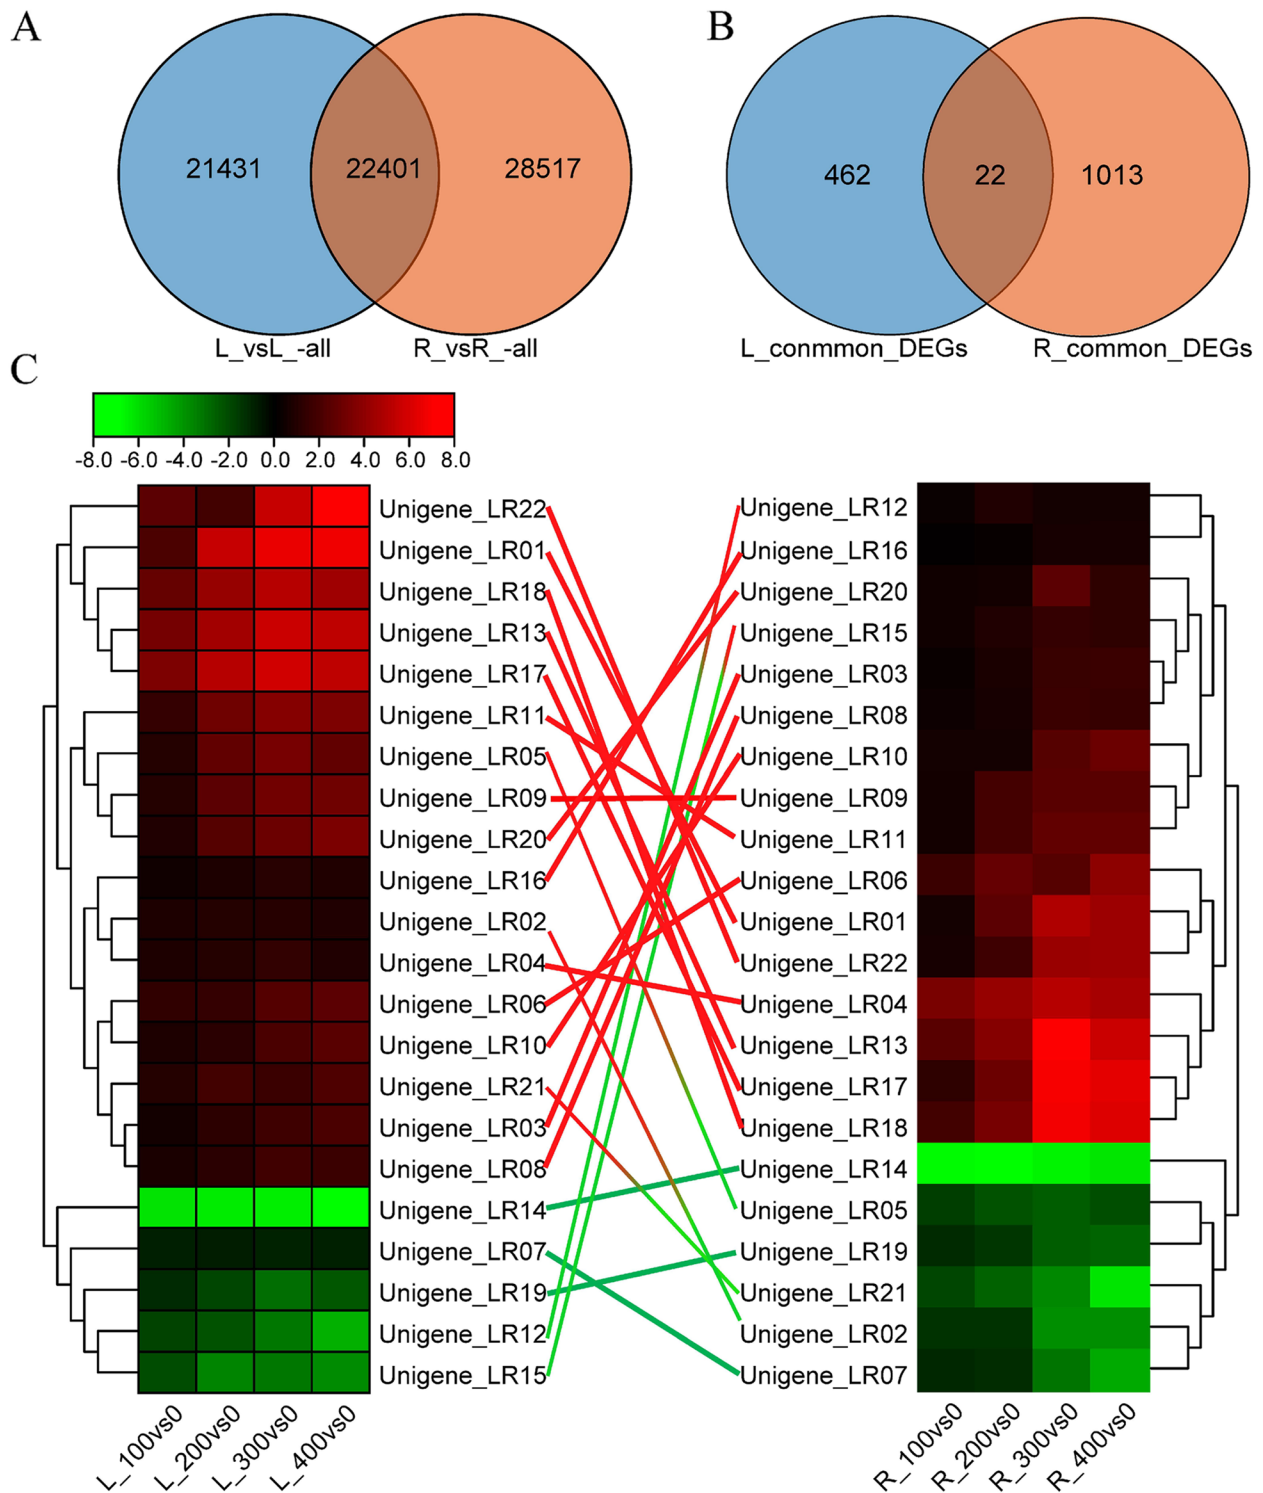 A
B
21431
22401
28517
462
22
1013
L_vsL_-all
R_vsR_-all
L_conmmon_DEGs
R_common_DEGs
C
-8.0 -6.0 -4.0 -2.0 0.0 2.0 4.0 6.0 8.0
Unigene_LR22
Unigene_LR01
Unigene_LR18
Unigene_LR13
Unigene_LR17
Unigene_LR11
Unigene_LR05
Unigene_LR09
Unigene_LR20
Unigene_LR16
Unigene_LR02
Unigene_LR04
Unigene_LR06
Unigene_LR10
Unigene_LR21
Unigene_LR03
Unigene_LR08
Unigene_LR14
Unigene_LR07
Unigene_LR19
Unigene_LR12
Unigene_LR15
Unigene_LR12
Unigene_LR16
Unigene_LR20
Unigene_LR15
Unigene_LR03
Unigene_LR08
Unigene_LR10
Unigene_LR09
Unigene_LR11
Unigene_LR06
Unigene_LR01
Unigene_LR22
Unigene_LR04
Unigene_LR13
Unigene_LR17
Unigene_LR18
Unigene_LR14
Unigene_LR05
Unigene_LR19
Unigene_LR21
Unigene_LR02
Unigene_LR07
L_100vs0
L_200vs0
L_300vs0
L_400vs0
R_100vs0
R_200vs0
R_300vs0
R_400vs0